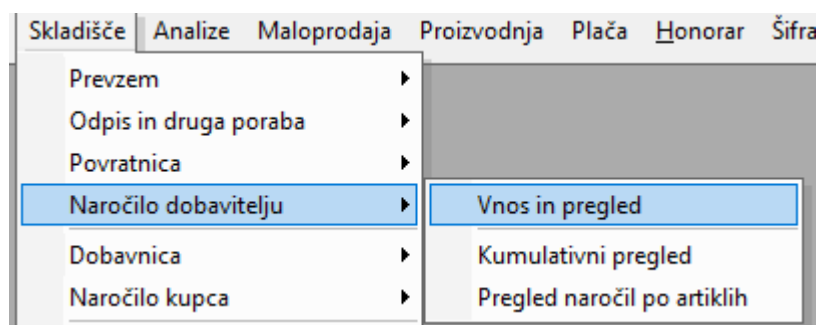 Skladišče Analize Maloprodaja Proizvodnja Plača Honorar Šifra
Prevzem
Odpis in druga poraba
Povratnica
Naročilo dobavitelju
Vnos in pregled
Dobavnica
Kumulativni pregled
Naročilo kupca
Pregled naročil po artiklih